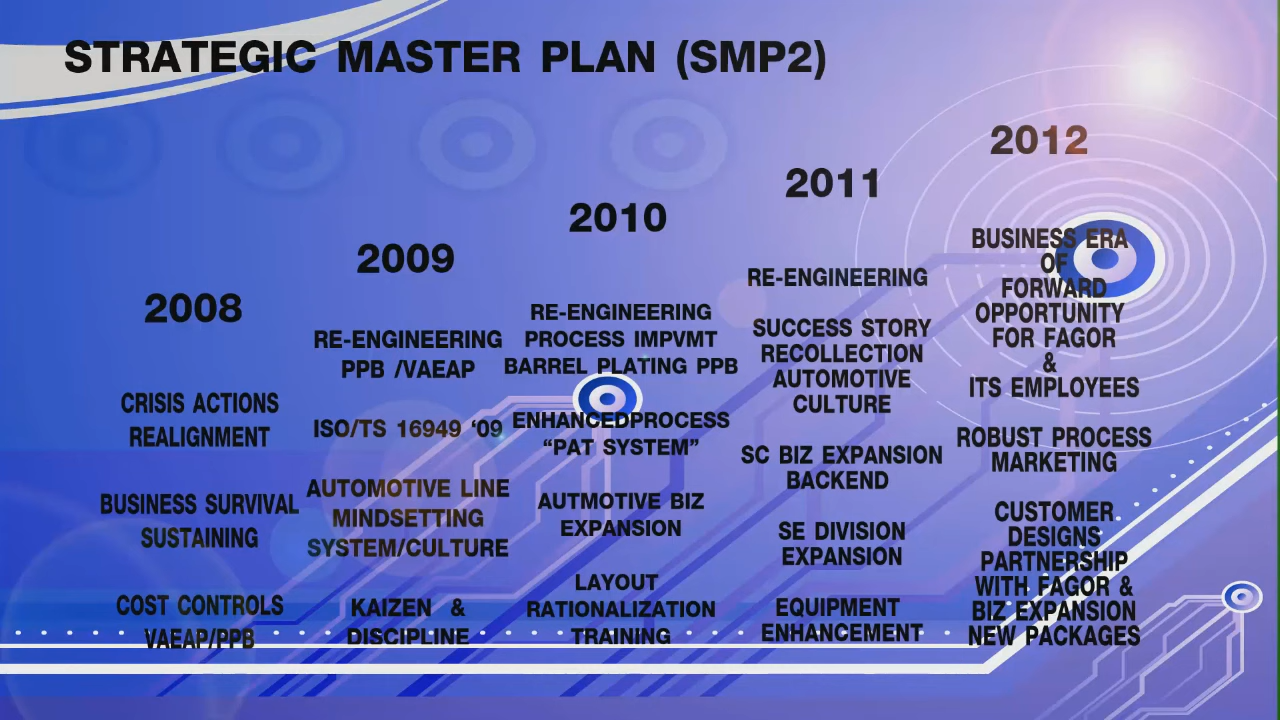 STRATEGIC MASTER PLAN (SMP2)
2008
CRISIS ACTIONS
REALIGNMENT
BUSINESS SURVIVAL
SUSTAINING
COST CONTROLS
VAEAP/PPB
2009
RE-ENGINEERING
PPB /VAEAP
ISO/TS 16949 ‘09
AUTOMOTIVE LINE
MINDSETTING
SYSTEM/CULTURE
KAIZEN &
DISCIPLINE
2010
RE-ENGINEERING
PROCESS IMPVMT
BARREL PLATING PPB
ENHANCEDPROCESS
“PAT SYSTEM”
AUTMOTIVE BIZ
EXPANSION
LAYOUT
RATIONALIZATION
TRAINING
2011
RE-ENGINEERING
SUCCESS STORY
RECOLLECTION
AUTOMOTIVE
CULTURE
SC BIZ EXPANSION
BACKEND
SE DIVISION
EXPANSION
EQUIPMENT
ENHANCEMENT
2012
BUSINESS ERA
OF
FORWARD
OPPORTUNITY
FOR FAGOR
&
ITS EMPLOYEES
ROBUST PROCESS
MARKETING
CUSTOMER
DESIGNS
PARTNERSHIP
WITH FAGOR &
BIZ EXPANSION
NEW PACKAGES